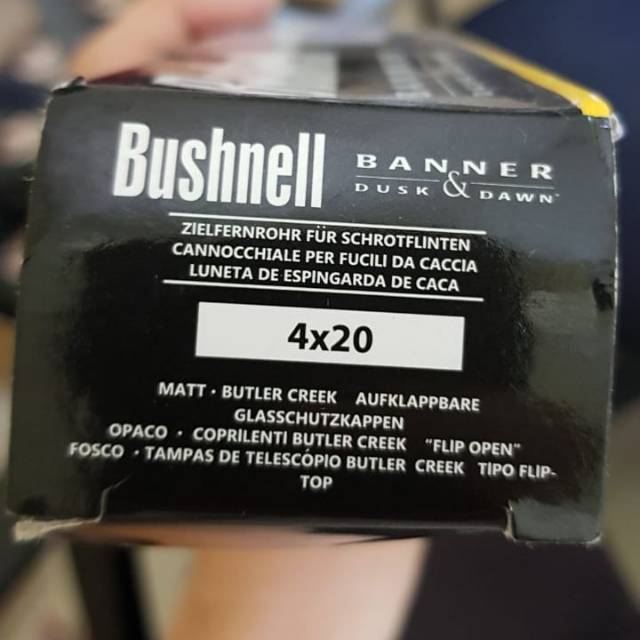 Bushnell
BANNER
DUSK & DAWN™
ZIELFERNROHR FÜR SCHROTFLINTEN
CANNOCCHIALE PER FUCILI DA CACCIA
LUNETA DE ESPINGARDA DE CACA
4x20
MATT · BUTLER CREEK AUFKLAPPBARE
GLASSCHUTZKAPPEN
OPACO · COPRILENTI BUTLER CREEK "FLIP OPEN"
FOSCO · TAMPAS DE TELESCÓPIO BUTLER CREEK TIPO FLIP-
TOP